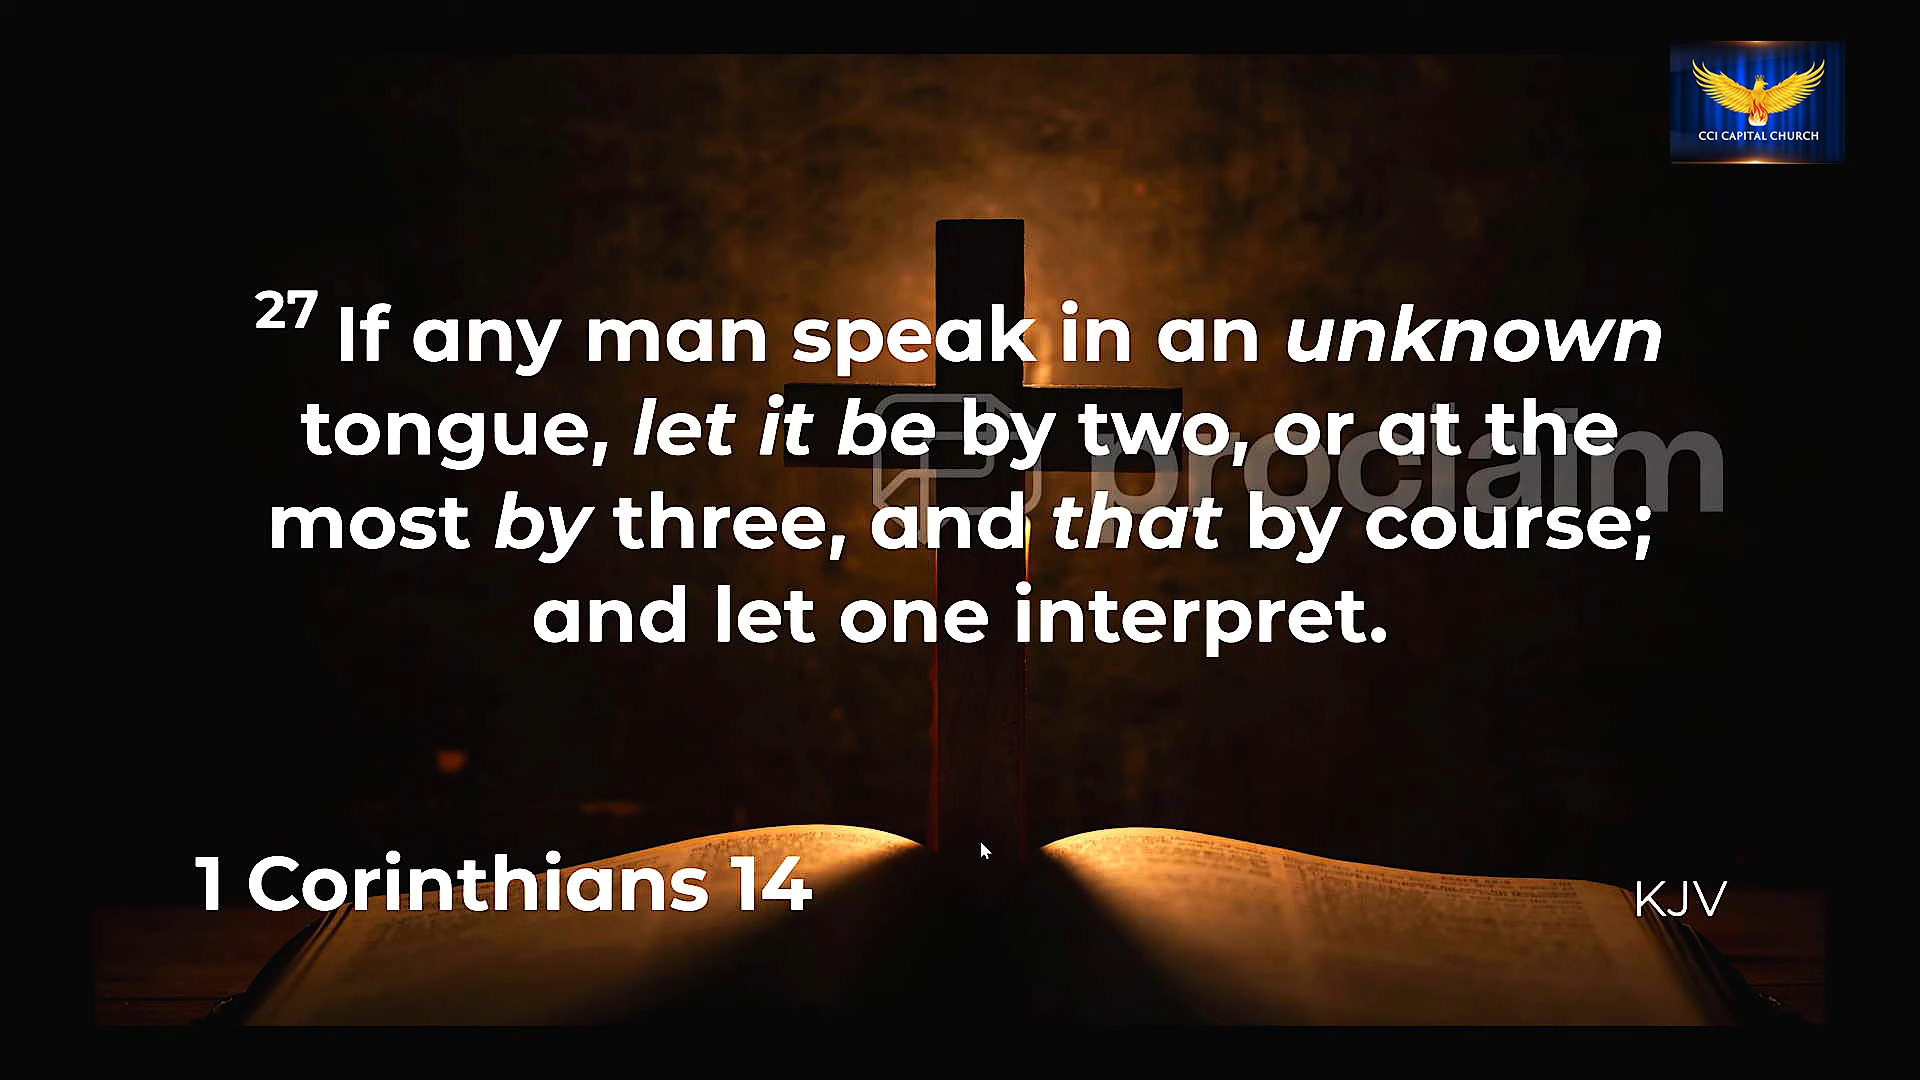 CCI CAPITAL CHURCH
27 If any man speak in an unknown
tongue, let it be by two, or at the
most by three, and that by course;
and let one interpret.
proclaim
1 Corinthians 14
KJV